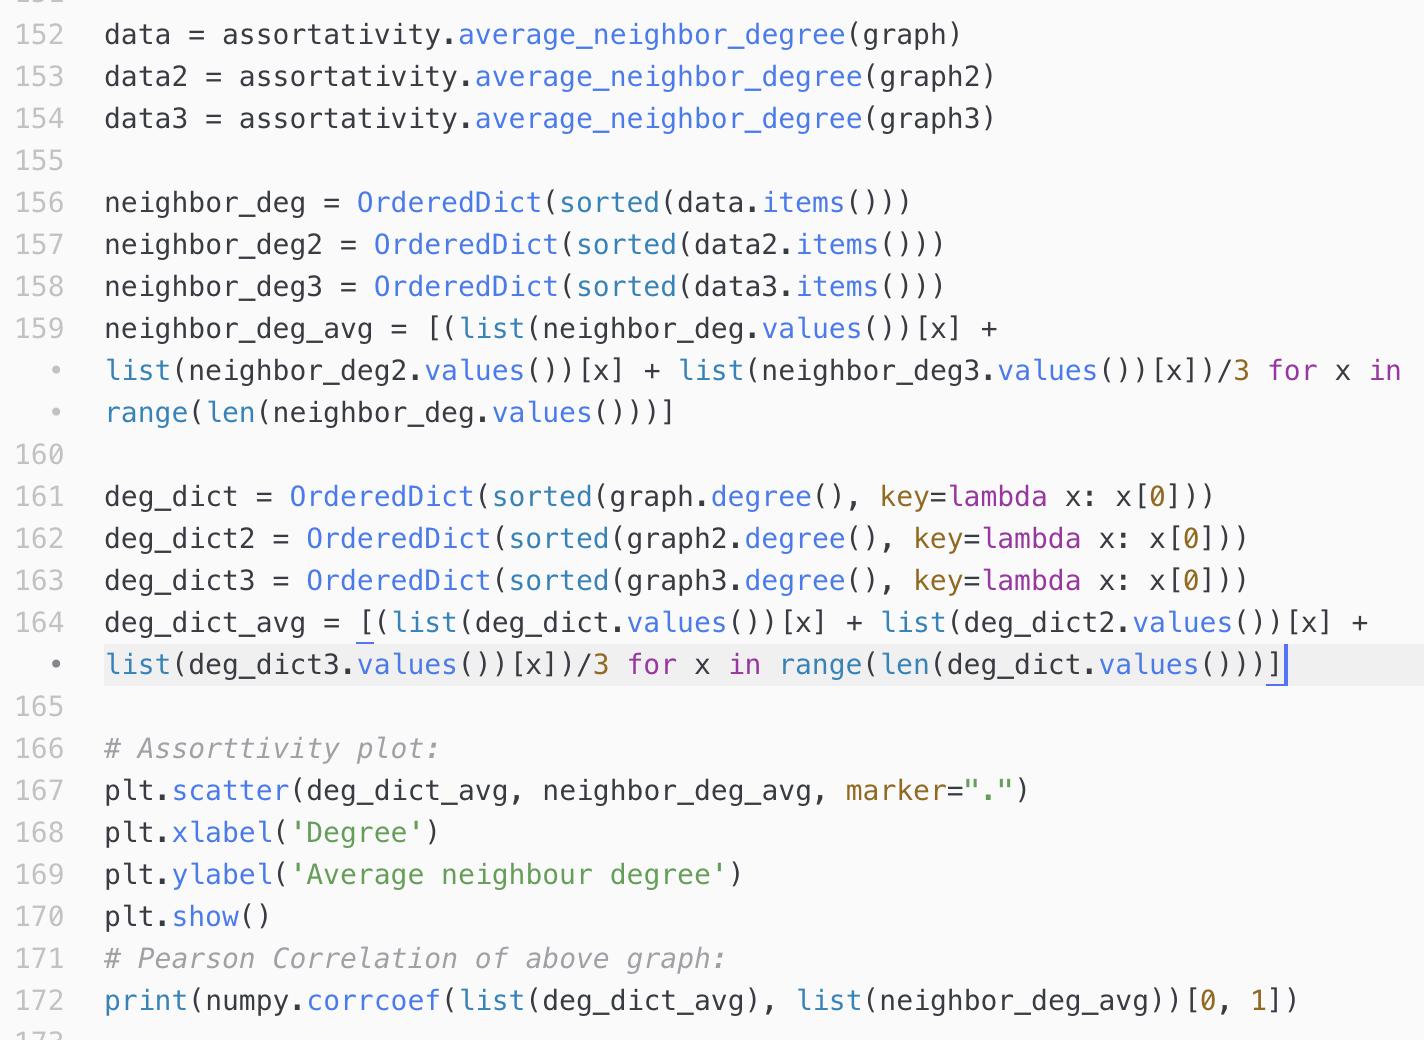 152 data = assortativity.average_neighbor_degree(graph)
153 data2 = assortativity.average_neighbor_degree(graph2)
154 data3 = assortativity.average_neighbor_degree(graph3)
155
156 neighbor_deg = OrderedDict(sorted(data.items()))
157 neighbor_deg2 = OrderedDict(sorted(data2.items()))
158 neighbor_deg3 = OrderedDict(sorted(data3.items()))
159 neighbor_deg_avg = [(list(neighbor_deg.values())[x] +
• list(neighbor_deg2.values())[x] + list(neighbor_deg3.values())[x])/3 for x in
• range(len(neighbor_deg.values()))]
160
161 deg_dict = OrderedDict(sorted(graph.degree(), key=lambda x: x[0]))
162 deg_dict2 = OrderedDict(sorted(graph2.degree(), key=lambda x: x[0]))
163 deg_dict3 = OrderedDict(sorted(graph3.degree(), key=lambda x: x[0]))
164 deg_dict_avg = [(list(deg_dict.values())[x] + list(deg_dict2.values())[x] +
• list(deg_dict3.values())[x])/3 for x in range(len(deg_dict.values()))]
165
166 # Assorttivity plot:
167 plt.scatter(deg_dict_avg, neighbor_deg_avg, marker=".")
168 plt.xlabel('Degree')
169 plt.ylabel('Average neighbour degree')
170 plt.show()
171 # Pearson Correlation of above graph:
172 print(numpy.corrcoef(list(deg_dict_avg), list(neighbor_deg_avg))[0, 1])